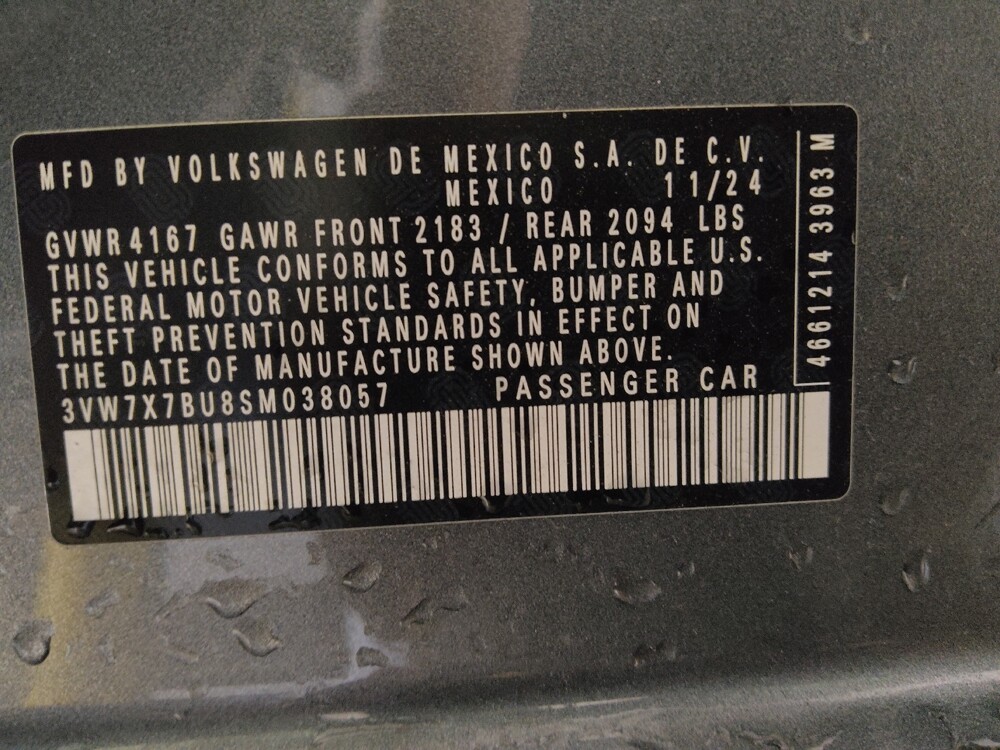 MFD BY VOLKSWAGEN DE MEXICO S.A. DE C.V.
MEXICO 11/24
GVWR 4167 GAWR FRONT 2183 / REAR 2094 LBS
THIS VEHICLE CONFORMS TO ALL APPLICABLE U.S.
FEDERAL MOTOR VEHICLE SAFETY, BUMPER AND
THEFT PREVENTION STANDARDS IN EFFECT ON
THE DATE OF MANUFACTURE SHOWN ABOVE.
3VW7X7BU8SM038057 PASSENGER CAR
4661214 3963 M